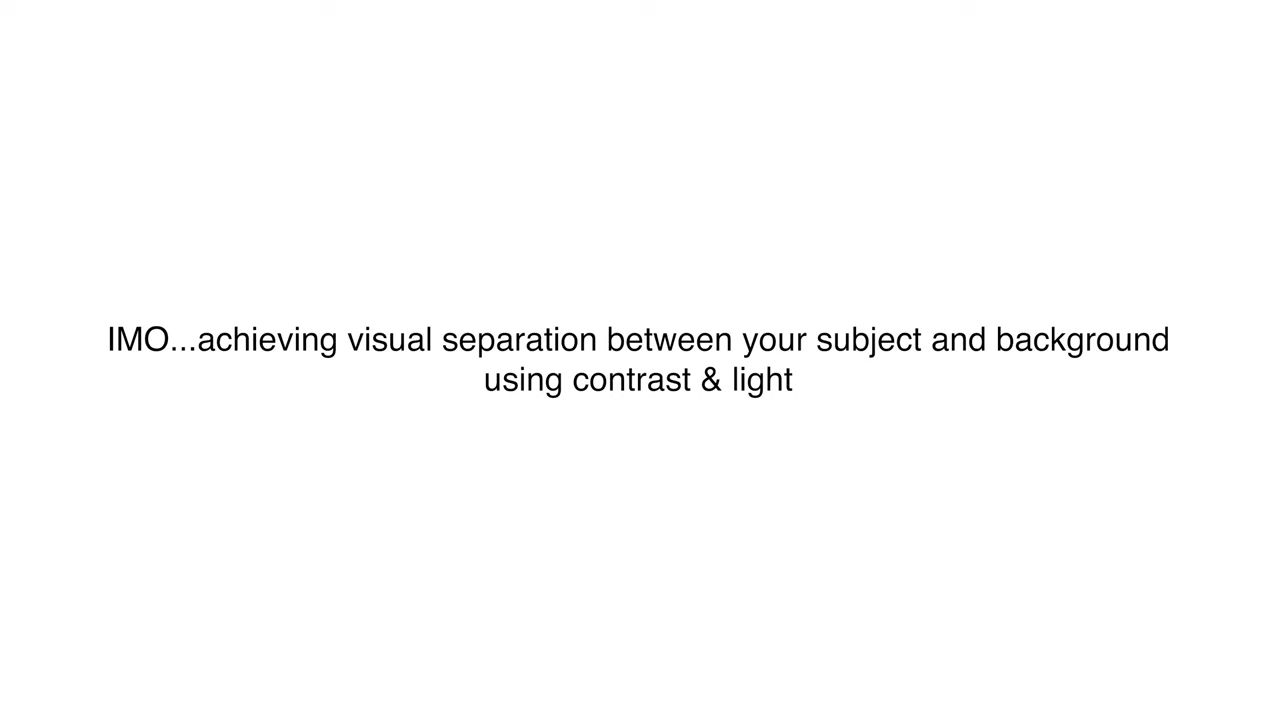 IMO...achieving visual separation between your subject and background
using contrast & light